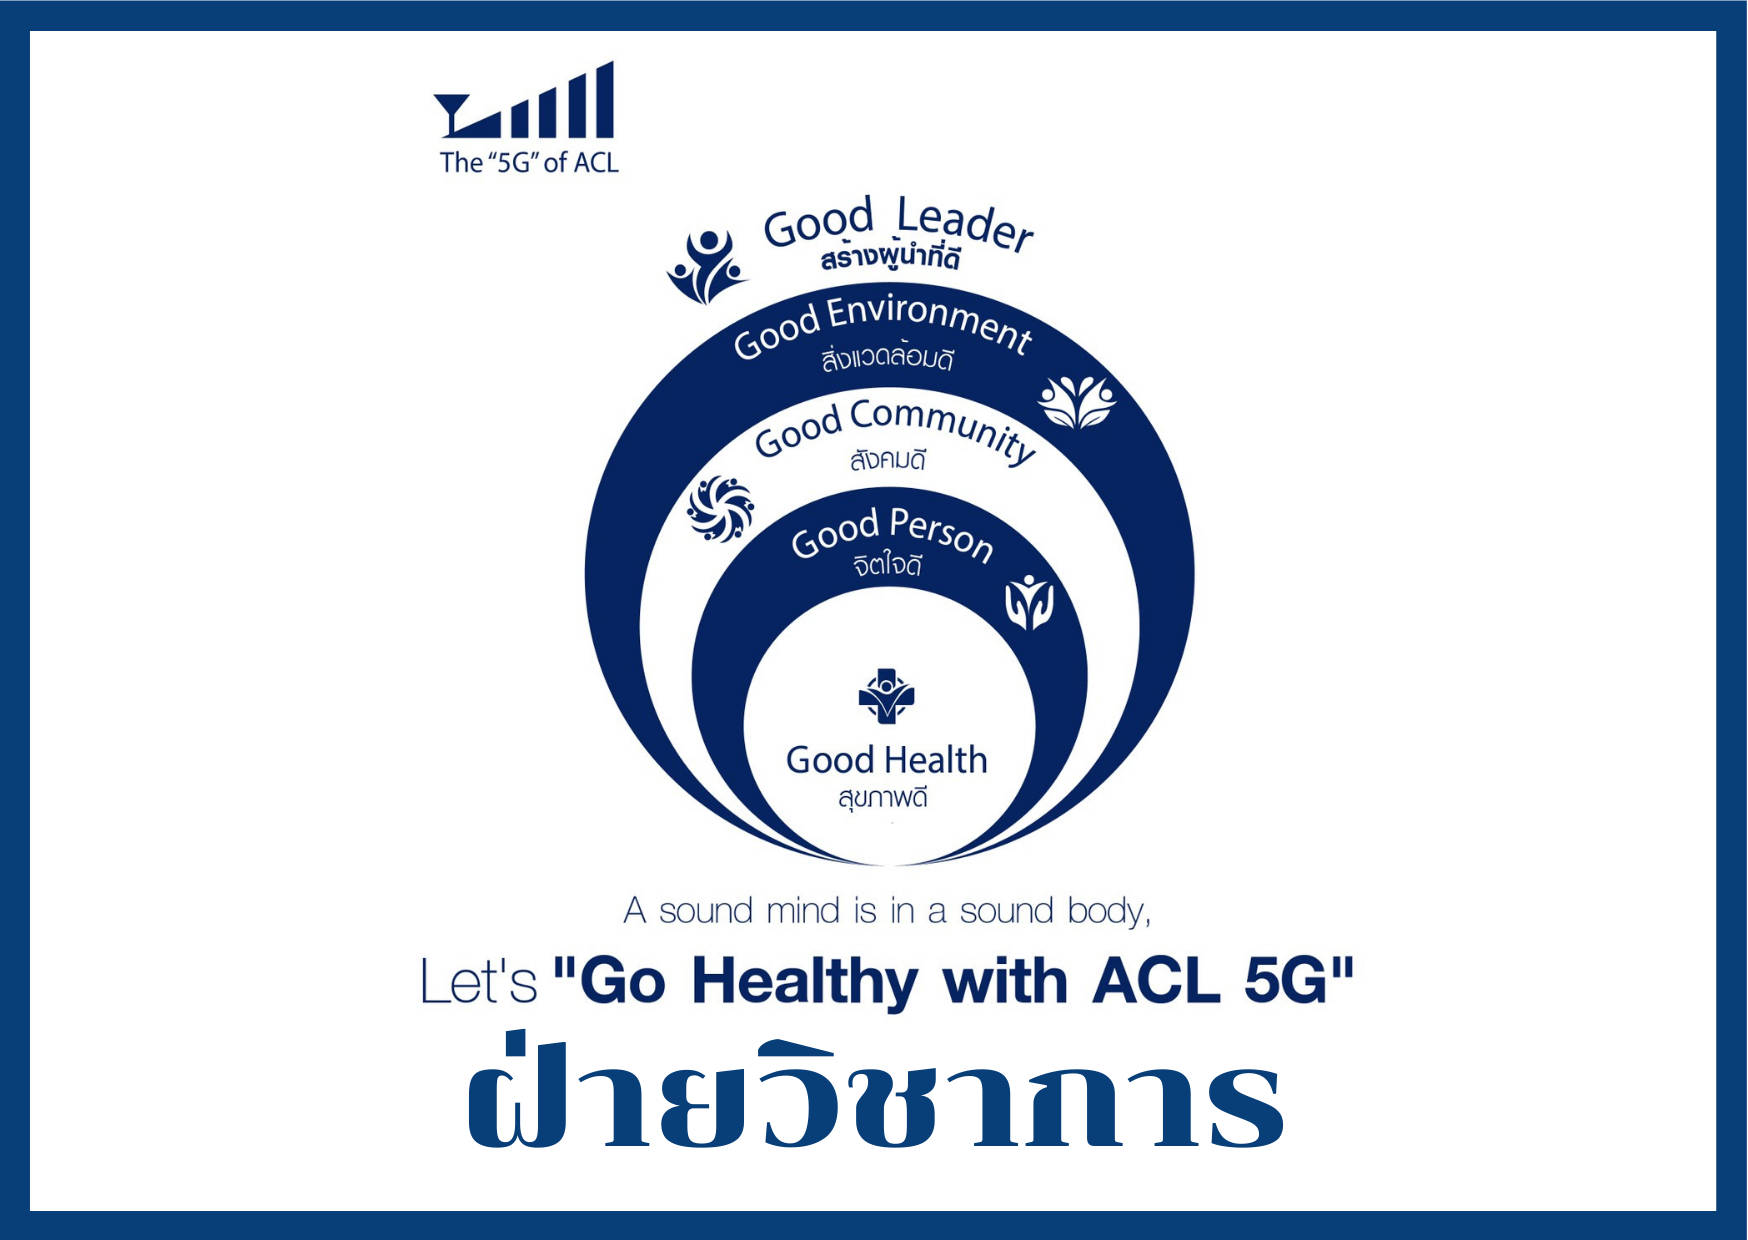 The “5G” of ACL
Good Leader
สร้างผู้นำที่ดี
Good Environment
สิ่งแวดล้อมดี
Good Community
สังคมดี
Good Person
จิตใจดี
Good Health
สุขภาพดี
A sound mind is in a sound body,
Let's "Go Healthy with ACL 5G"
ฝ่ายวิชาการ